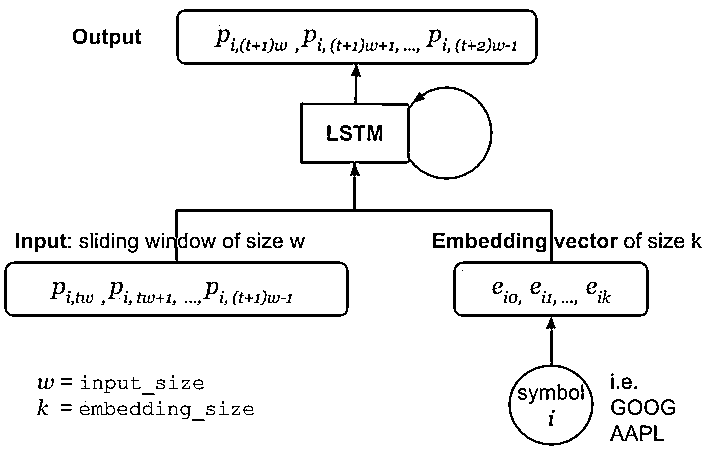 Output
p_{i,(t+1)w} , p_{i,(t+1)w+1}, ..., p_{i,(t+2)w-1}
LSTM
Input: sliding window of size w
Embedding vector of size k
p_{i,tw} , p_{i,tw+1}, ..., p_{i,(t+1)w-1}
e_{i0}, e_{i1}, ..., e_{ik}
w = input_size
k = embedding_size
symbol
i
i.e.
GOOG
AAPL